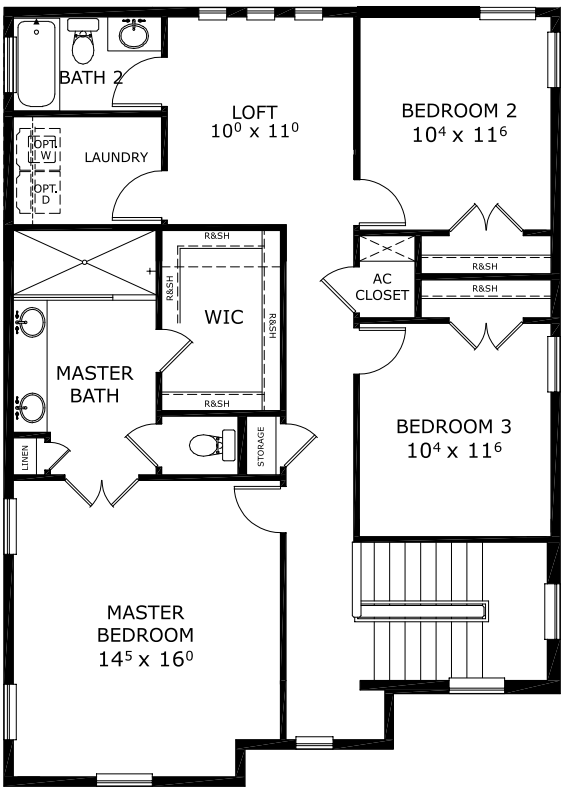 BATH 2
LOFT
10⁰ x 11⁰
BEDROOM 2
10⁴ x 11⁶
OPT.
W
LAUNDRY
OPT.
D
R&SH
R&SH
R&SH
WIC
R&SH
R&SH
AC
CLOSET
R&SH
R&SH
MASTER
BATH
LINEN
STORAGE
BEDROOM 3
10⁴ x 11⁶
MASTER
BEDROOM
14⁵ x 16⁰